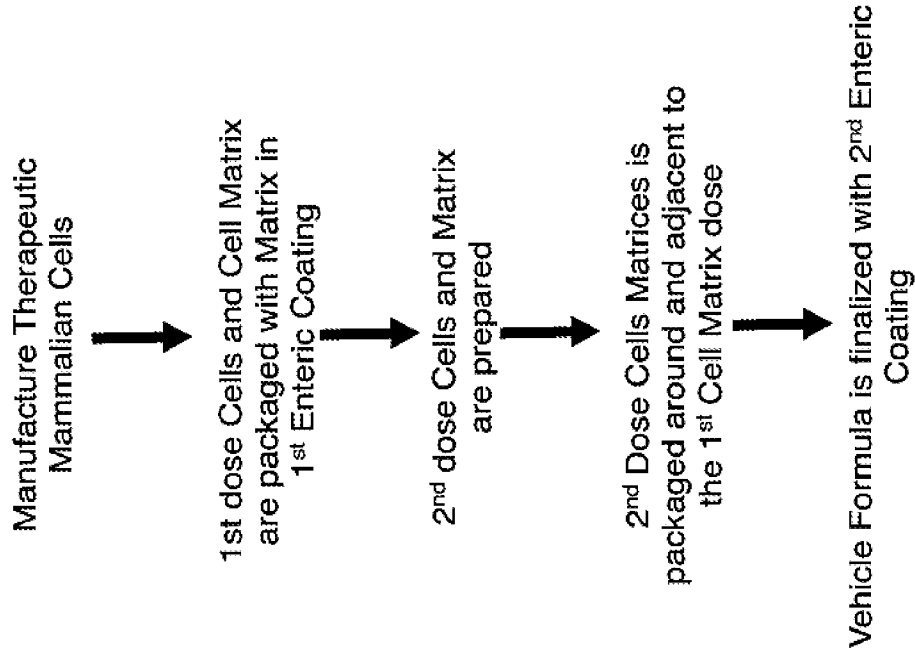 Manufacture Therapeutic
Mammalian Cells
1st dose Cells and Cell Matrix
are packaged with Matrix in
1st Enteric Coating
2nd dose Cells and Matrix
are prepared
2nd Dose Cells Matrices is
packaged around and adjacent to
the 1st Cell Matrix dose
Vehicle Formula is finalized with 2nd Enteric
Coating